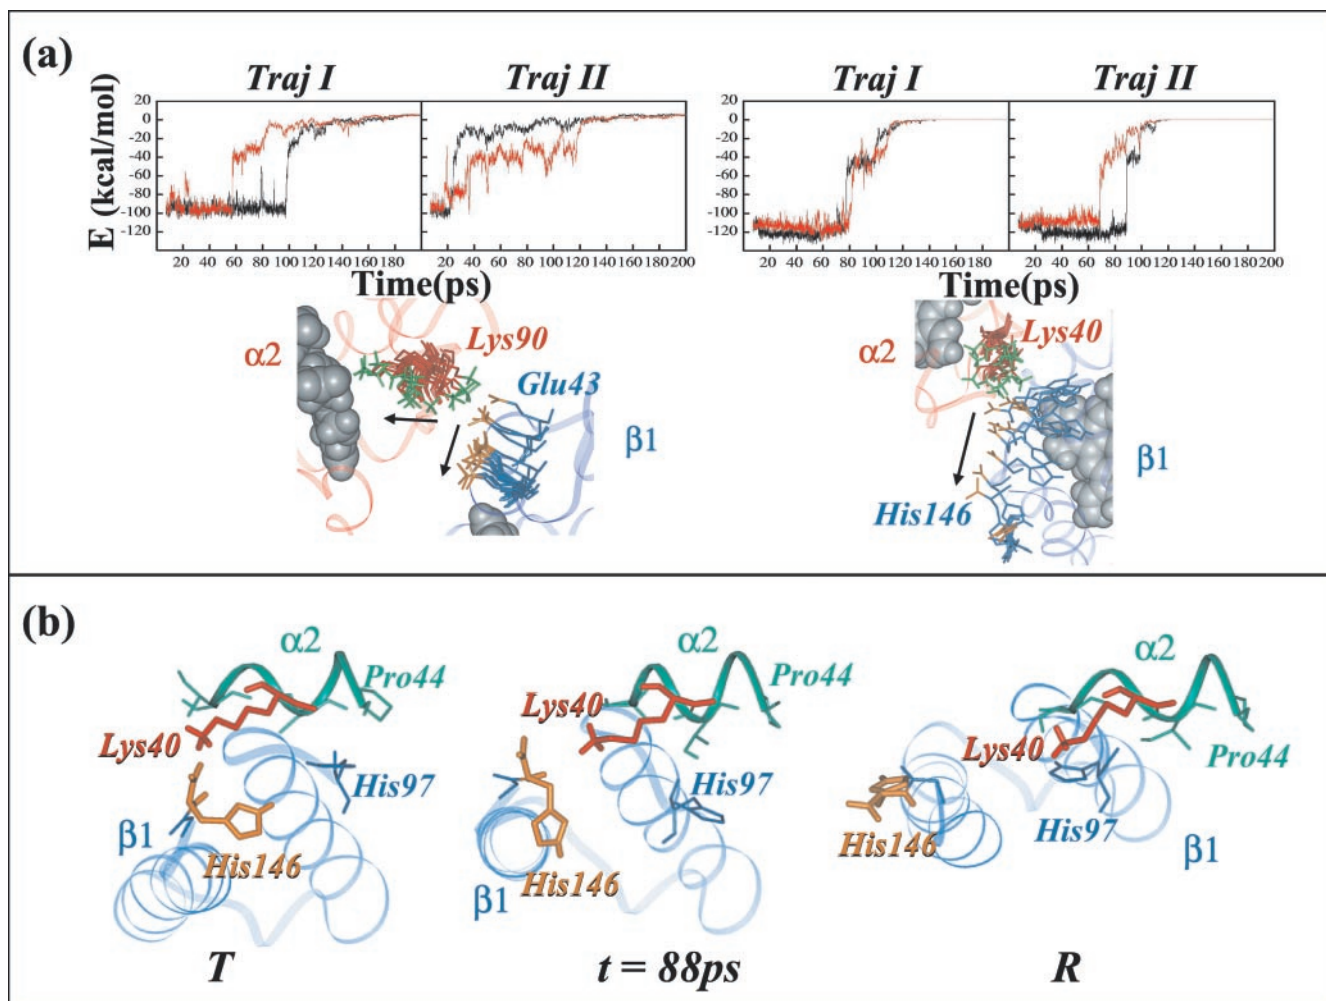 (a)
Traj I Traj II Traj I Traj II
E (kcal/mol)
20
0
-20
-40
-60
-80
-100
-120
20
0
-20
-40
-60
-80
-100
-120
20 40 60 80 100 120 140 160 180 20 40 60 80 100 120 140 160 180 200
20 40 60 80 100 120 140 160 180 20 40 60 80 100 120 140 160 180 200
Time(ps) Time(ps)
α2 Lys90 Glu43 β1
α2 Lys40 β1 His146
(b)
α2 Pro44 Lys40 His97 β1 His146
α2 Pro44 Lys40 His97 β1 His146
α2 Lys40 Pro44 His97 His146 β1
T t = 88ps R